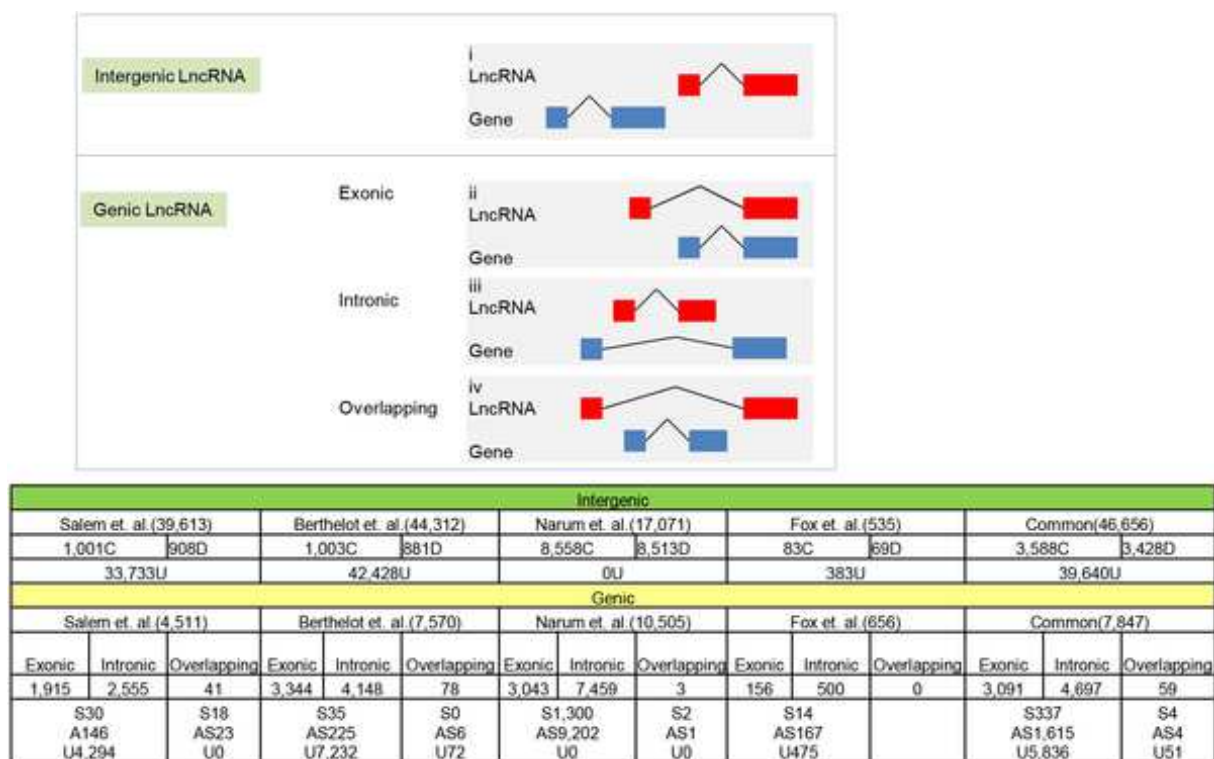 Intergenic LncRNA
i
LncRNA
Gene
Genic LncRNA
Exonic
ii
LncRNA
Gene
Intronic
iii
LncRNA
Gene
Overlapping
iv
LncRNA
Gene
Intergenic
Salem et. al.(39,613) Berthelot et. al.(44,312) Narum et. al.(17,071) Fox et. al.(535) Common(46,656)
1,001C 908D 1,003C 881D 8,558C 8,513D 83C 69D 3,588C 3,428D
33,733U 42,428U 0U 383U 39,640U
Genic
Salem et. al.(4,511) Berthelot et. al.(7,570) Narum et. al.(10,505) Fox et. al.(656) Common(7,847)
Exonic Intronic Overlapping Exonic Intronic Overlapping Exonic Intronic Overlapping Exonic Intronic Overlapping Exonic Intronic Overlapping
1,915 2,555 41 3,344 4,148 78 3,043 7,459 3 156 500 0 3,091 4,697 59
S30 S18 S35 S0 S1,300 S2 S14 S337 S4
A146 AS23 AS225 AS6 AS9,202 AS1 AS167 AS1,615 AS4
U4,294 U0 U7,232 U72 U0 U0 U475 U5,836 U51